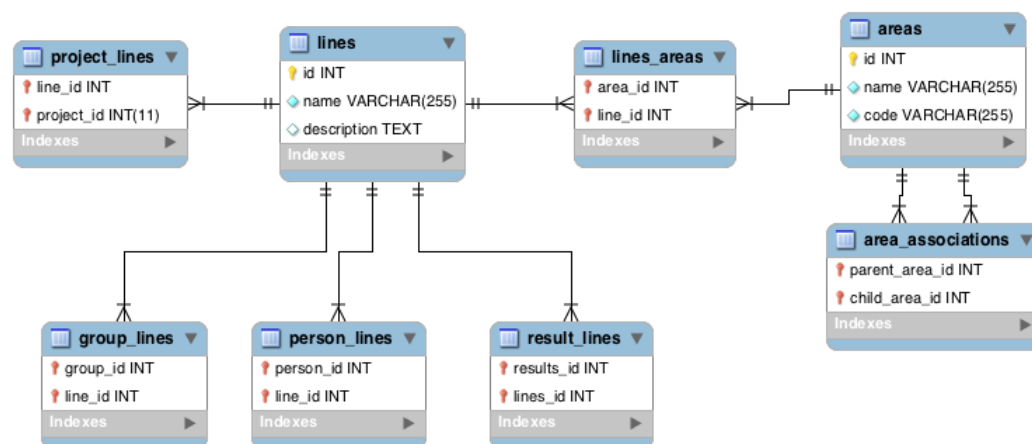 project_lines
line_id INT
project_id INT(11)
Indexes
lines
id INT
name VARCHAR(255)
description TEXT
Indexes
lines_areas
area_id INT
line_id INT
Indexes
areas
id INT
name VARCHAR(255)
code VARCHAR(255)
Indexes
area_associations
parent_area_id INT
child_area_id INT
Indexes
group_lines
group_id INT
line_id INT
Indexes
person_lines
person_id INT
line_id INT
Indexes
result_lines
results_id INT
lines_id INT
Indexes